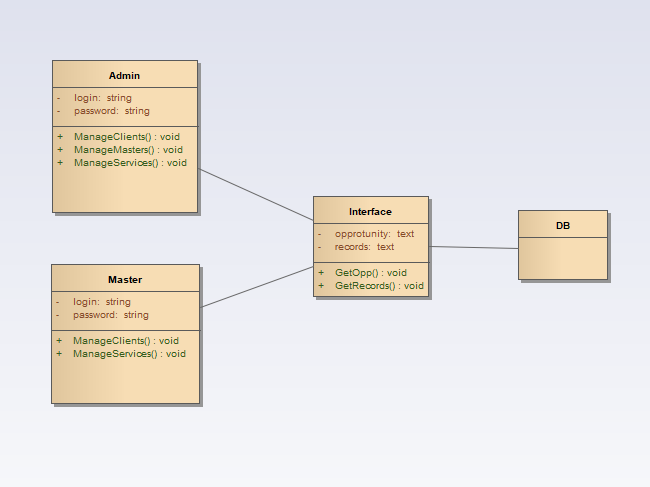 Admin
- login: string
- password: string
+ ManageClients() : void
+ ManageMasters() : void
+ ManageServices() : void
Master
- login: string
- password: string
+ ManageClients() : void
+ ManageServices() : void
Interface
- opprotunity: text
- records: text
+ GetOpp() : void
+ GetRecords() : void
DB